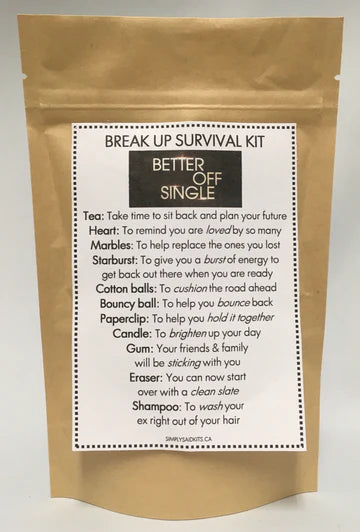 BREAK UP SURVIVAL KIT
BETTER
OFF
SINGLE
Tea: Take time to sit back and plan your future
Heart: To remind you are loved by so many
Marbles: To help replace the ones you lost
Starburst: To give you a burst of energy to
get back out there when you are ready
Cotton balls: To cushion the road ahead
Bouncy ball: To help you bounce back
Paperclip: To help you hold it together
Candle: To brighten up your day
Gum: Your friends & family
will be sticking with you
Eraser: You can now start
over with a clean slate
Shampoo: To wash your
ex right out of your hair
SIMPLYSAIDKITS.CA